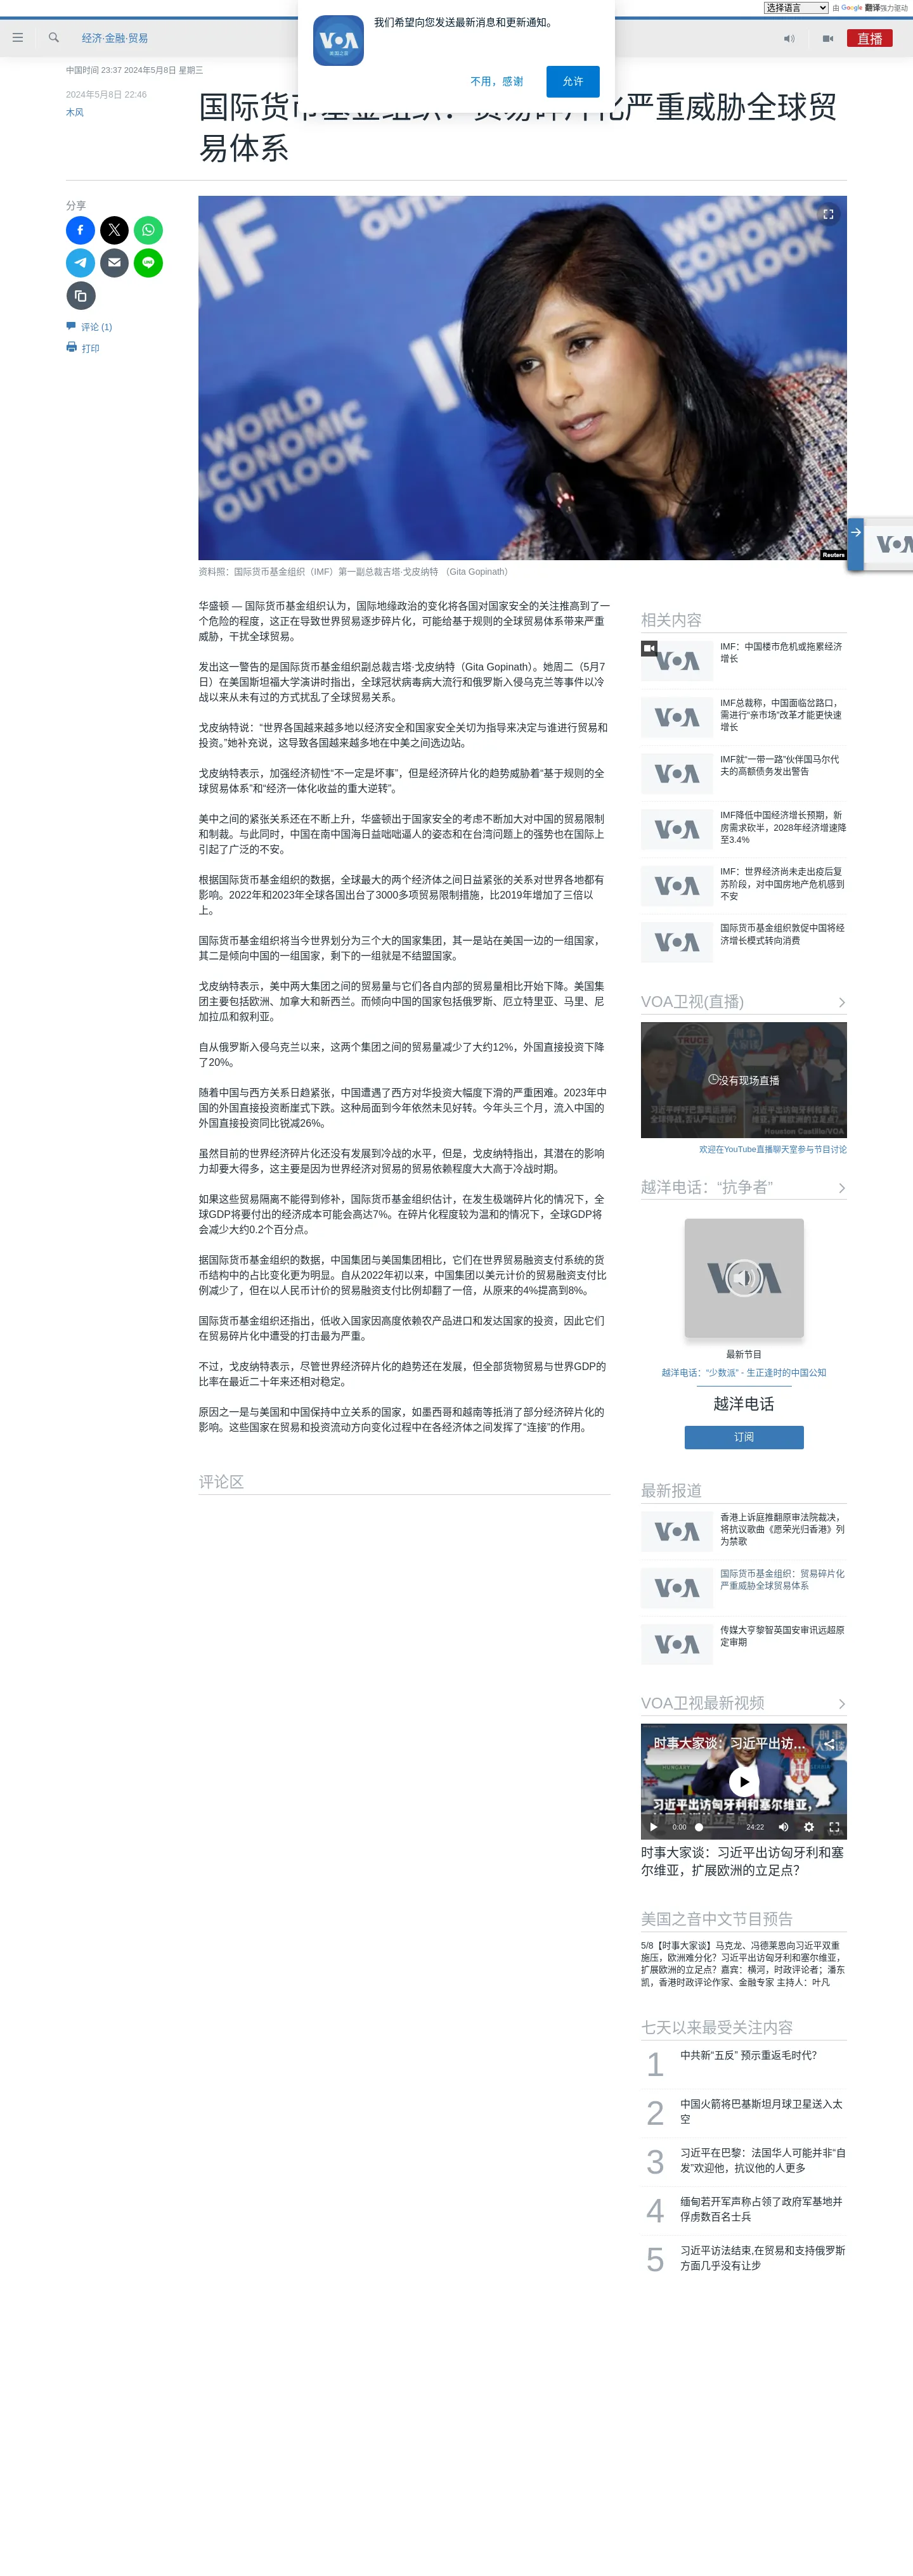 选择语言 由 Google 翻译强力驱动
我们希望向您发送最新消息和更新通知。
不用，感谢
允许
经济·金融·贸易
直播
中国时间 23:37 2024年5月8日 星期三
2024年5月8日 22:46
木风
国际货币基金组织：贸易碎片化严重威胁全球贸
易体系
分享
评论 (1)
打印
IMF
WORLD
ECONOMIC
OUTLOOK
Reuters
资料照：国际货币基金组织（IMF）第一副总裁吉塔·戈皮纳特 （Gita Gopinath）
华盛顿 — 国际货币基金组织认为，国际地缘政治的变化将各国对国家安全的关注推高到了一
个危险的程度，这正在导致世界贸易逐步碎片化，可能给基于规则的全球贸易体系带来严重
威胁，干扰全球贸易。
发出这一警告的是国际货币基金组织副总裁吉塔·戈皮纳特（Gita Gopinath）。她周二（5月7
日）在美国斯坦福大学演讲时指出，全球冠状病毒病大流行和俄罗斯入侵乌克兰等事件以冷
战以来从未有过的方式扰乱了全球贸易关系。
戈皮纳特说：“世界各国越来越多地以经济安全和国家安全关切为指导来决定与谁进行贸易和
投资。”她补充说，这导致各国越来越多地在中美之间选边站。
戈皮纳特表示，加强经济韧性“不一定是坏事”，但是经济碎片化的趋势威胁着“基于规则的全
球贸易体系”和“经济一体化收益的重大逆转”。
美中之间的紧张关系还在不断上升，华盛顿出于国家安全的考虑不断加大对中国的贸易限制
和制裁。与此同时，中国在南中国海日益咄咄逼人的姿态和在台湾问题上的强势也在国际上
引起了广泛的不安。
根据国际货币基金组织的数据，全球最大的两个经济体之间日益紧张的关系对世界各地都有
影响。2022年和2023年全球各国出台了3000多项贸易限制措施，比2019年增加了三倍以
上。
国际货币基金组织将当今世界划分为三个大的国家集团，其一是站在美国一边的一组国家，
其二是倾向中国的一组国家，剩下的一组就是不结盟国家。
戈皮纳特表示，美中两大集团之间的贸易量与它们各自内部的贸易量相比开始下降。美国集
团主要包括欧洲、加拿大和新西兰。而倾向中国的国家包括俄罗斯、厄立特里亚、马里、尼
加拉瓜和叙利亚。
自从俄罗斯入侵乌克兰以来，这两个集团之间的贸易量减少了大约12%，外国直接投资下降
了20%。
随着中国与西方关系日趋紧张，中国遭遇了西方对华投资大幅度下滑的严重困难。2023年中
国的外国直接投资断崖式下跌。这种局面到今年依然未见好转。今年头三个月，流入中国的
外国直接投资同比锐减26%。
虽然目前的世界经济碎片化还没有发展到冷战的水平，但是，戈皮纳特指出，其潜在的影响
力却要大得多，这主要是因为世界经济对贸易的贸易依赖程度大大高于冷战时期。
如果这些贸易隔离不能得到修补，国际货币基金组织估计，在发生极端碎片化的情况下，全
球GDP将要付出的经济成本可能会高达7%。在碎片化程度较为温和的情况下，全球GDP将
会减少大约0.2个百分点。
据国际货币基金组织的数据，中国集团与美国集团相比，它们在世界贸易融资支付系统的货
币结构中的占比变化更为明显。自从2022年初以来，中国集团以美元计价的贸易融资支付比
例减少了，但在以人民币计价的贸易融资支付比例却翻了一倍，从原来的4%提高到8%。
国际货币基金组织还指出，低收入国家因高度依赖农产品进口和发达国家的投资，因此它们
在贸易碎片化中遭受的打击最为严重。
不过，戈皮纳特表示，尽管世界经济碎片化的趋势还在发展，但全部货物贸易与世界GDP的
比率在最近二十年来还相对稳定。
原因之一是与美国和中国保持中立关系的国家，如墨西哥和越南等抵消了部分经济碎片化的
影响。这些国家在贸易和投资流动方向变化过程中在各经济体之间发挥了“连接”的作用。
评论区
相关内容
IMF：中国楼市危机或拖累经济
增长
IMF总裁称，中国面临岔路口，
需进行“亲市场”改革才能更快速
增长
IMF就“一带一路”伙伴国马尔代
夫的高额债务发出警告
IMF降低中国经济增长预期，新
房需求砍半，2028年经济增速降
至3.4%
IMF：世界经济尚未走出疫后复
苏阶段，对中国房地产危机感到
不安
国际货币基金组织敦促中国将经
济增长模式转向消费
VOA卫视(直播)
没有现场直播
Houston Castillo/VOA
欢迎在YouTube直播聊天室参与节目讨论
越洋电话：“抗争者”
最新节目
越洋电话：“少数派” - 生正逢时的中国公知
越洋电话
订阅
最新报道
香港上诉庭推翻原审法院裁决，
将抗议歌曲《愿荣光归香港》列
为禁歌
国际货币基金组织：贸易碎片化
严重威胁全球贸易体系
传媒大亨黎智英国安审讯远超原
定审期
VOA卫视最新视频
时事大家谈：习近平出访…
习近平出访匈牙利和塞尔维亚，
0:00 24:22
时事大家谈：习近平出访匈牙利和塞
尔维亚，扩展欧洲的立足点？
美国之音中文节目预告
5/8【时事大家谈】马克龙、冯德莱恩向习近平双重
施压，欧洲难分化？习近平出访匈牙利和塞尔维亚，
扩展欧洲的立足点？嘉宾：横河，时政评论者；潘东
凯，香港时政评论作家、金融专家 主持人：叶凡
七天以来最受关注内容
1 中共新“五反” 预示重返毛时代？
2 中国火箭将巴基斯坦月球卫星送入太
空
3 习近平在巴黎：法国华人可能并非“自
发”欢迎他，抗议他的人更多
4 缅甸若开军声称占领了政府军基地并
俘虏数百名士兵
5 习近平访法结束,在贸易和支持俄罗斯
方面几乎没有让步